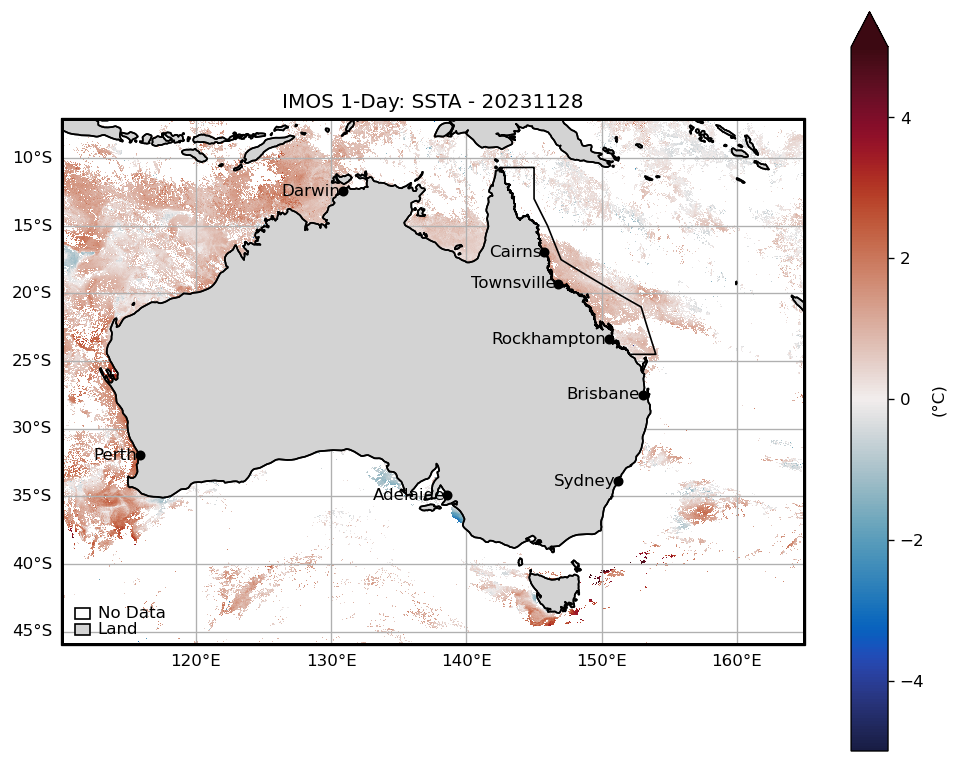 IMOS 1-Day: SSTA - 20231128
10°S
15°S
20°S
25°S
30°S
35°S
40°S
45°S
Darwin
Cairns
Townsville
Rockhampton
Brisbane
Perth
Sydney
Adelaide
No Data
Land
120°E
130°E
140°E
150°E
160°E
4
2
0
−2
−4
(°C)